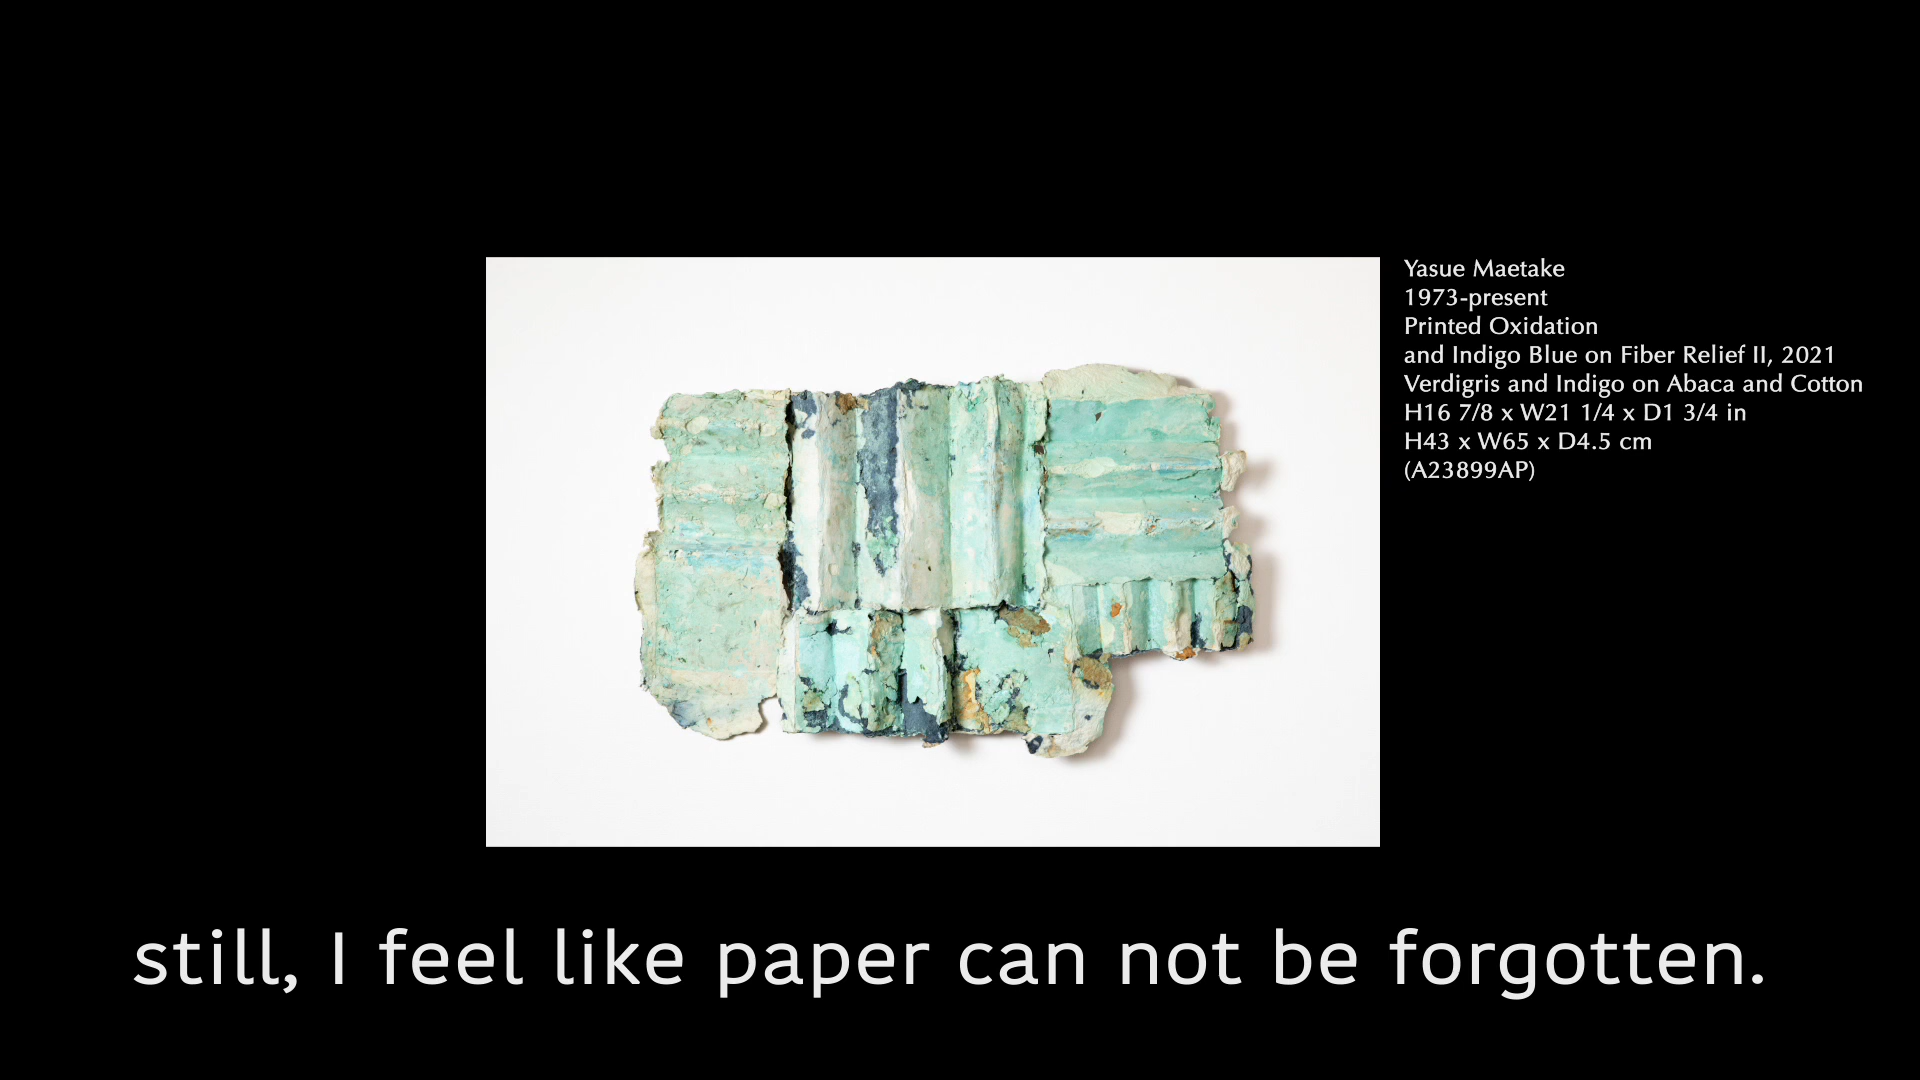 Yasue Maetake
1973-present
Printed Oxidation
and Indigo Blue on Fiber Relief II, 2021
Verdigris and Indigo on Abaca and Cotton
H16 7/8 x W21 1/4 x D1 3/4 in
H43 x W65 x D4.5 cm
(A23899AP)
still, I feel like paper can not be forgotten.